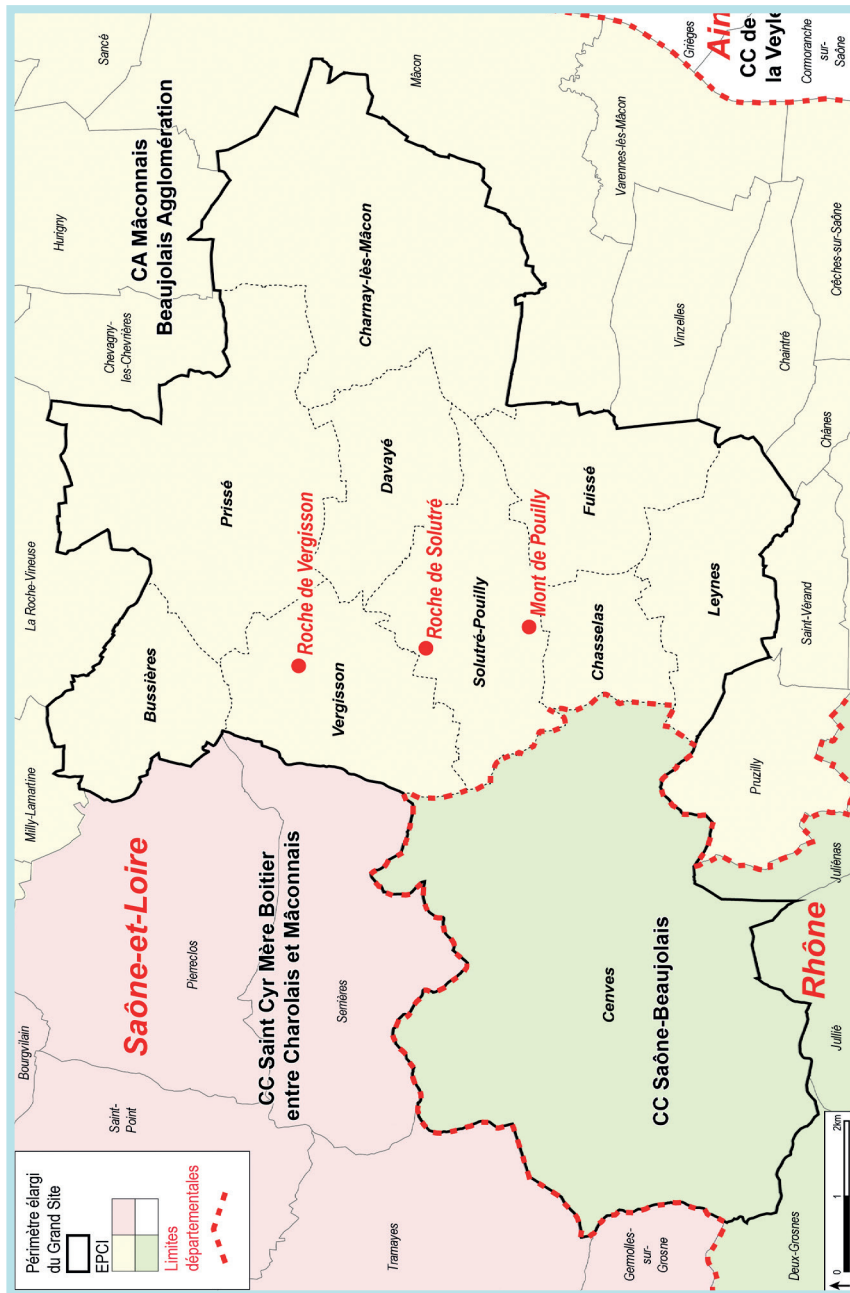 Périmètre élargi
du Grand Site
EPCI
Limites
départementales
Bourgvilain
Milly-Lamartine
La Roche-Vineuse
Hurigny
Sancé
Saint-
Point
Pierreclos
Saône-et-Loire
Bussières
Chevagny-
les-Chevrières
CA Mâconnais
Beaujolais Agglomération
Prissé
CC Saint Cyr Mère Boitier
entre Charolais et Mâconnais
Serrières
Vergisson
Roche de Vergisson
Charnay-lès-Mâcon
Mâcon
Tramayes
Davayé
Roche de Solutré
Solutré-Pouilly
Mont de Pouilly
Cenves
CC Saône-Beaujolais
Chasselas
Fuissé
Leynes
Varennes-lès-Mâcon
Grièges
Ain
CC de
la Veyle
Cormoranche
sur-
Saône
Germolles-
sur-
Grosne
Pruzilly
Saint-Vérand
Vinzelles
Chaintré
Chânes
Crêches-sur-Saône
Deux-Grosnes
Jullié
Rhône
Juliénas
0
1
2km